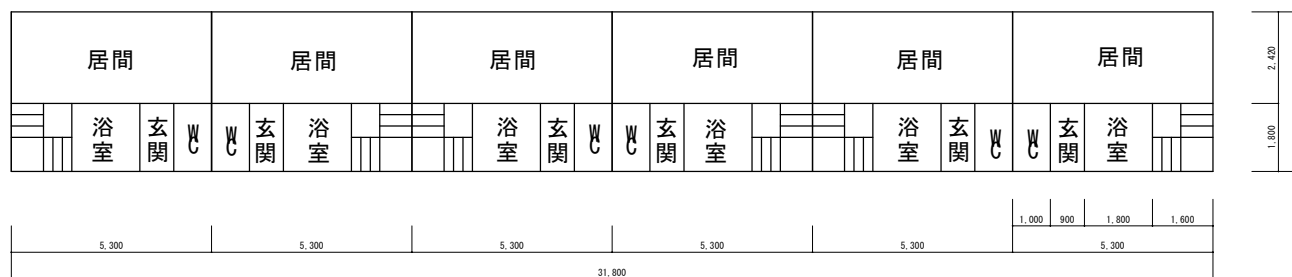 居間 居間 居間 居間 居間 居間
2,420
浴室 玄関 WC WC 玄関 浴室 浴室 玄関 WC WC 玄関 浴室 浴室 玄関 WC WC 玄関 浴室
1,800
1,000 900 1,800 1,600
5,300 5,300 5,300 5,300 5,300 5,300
31,800